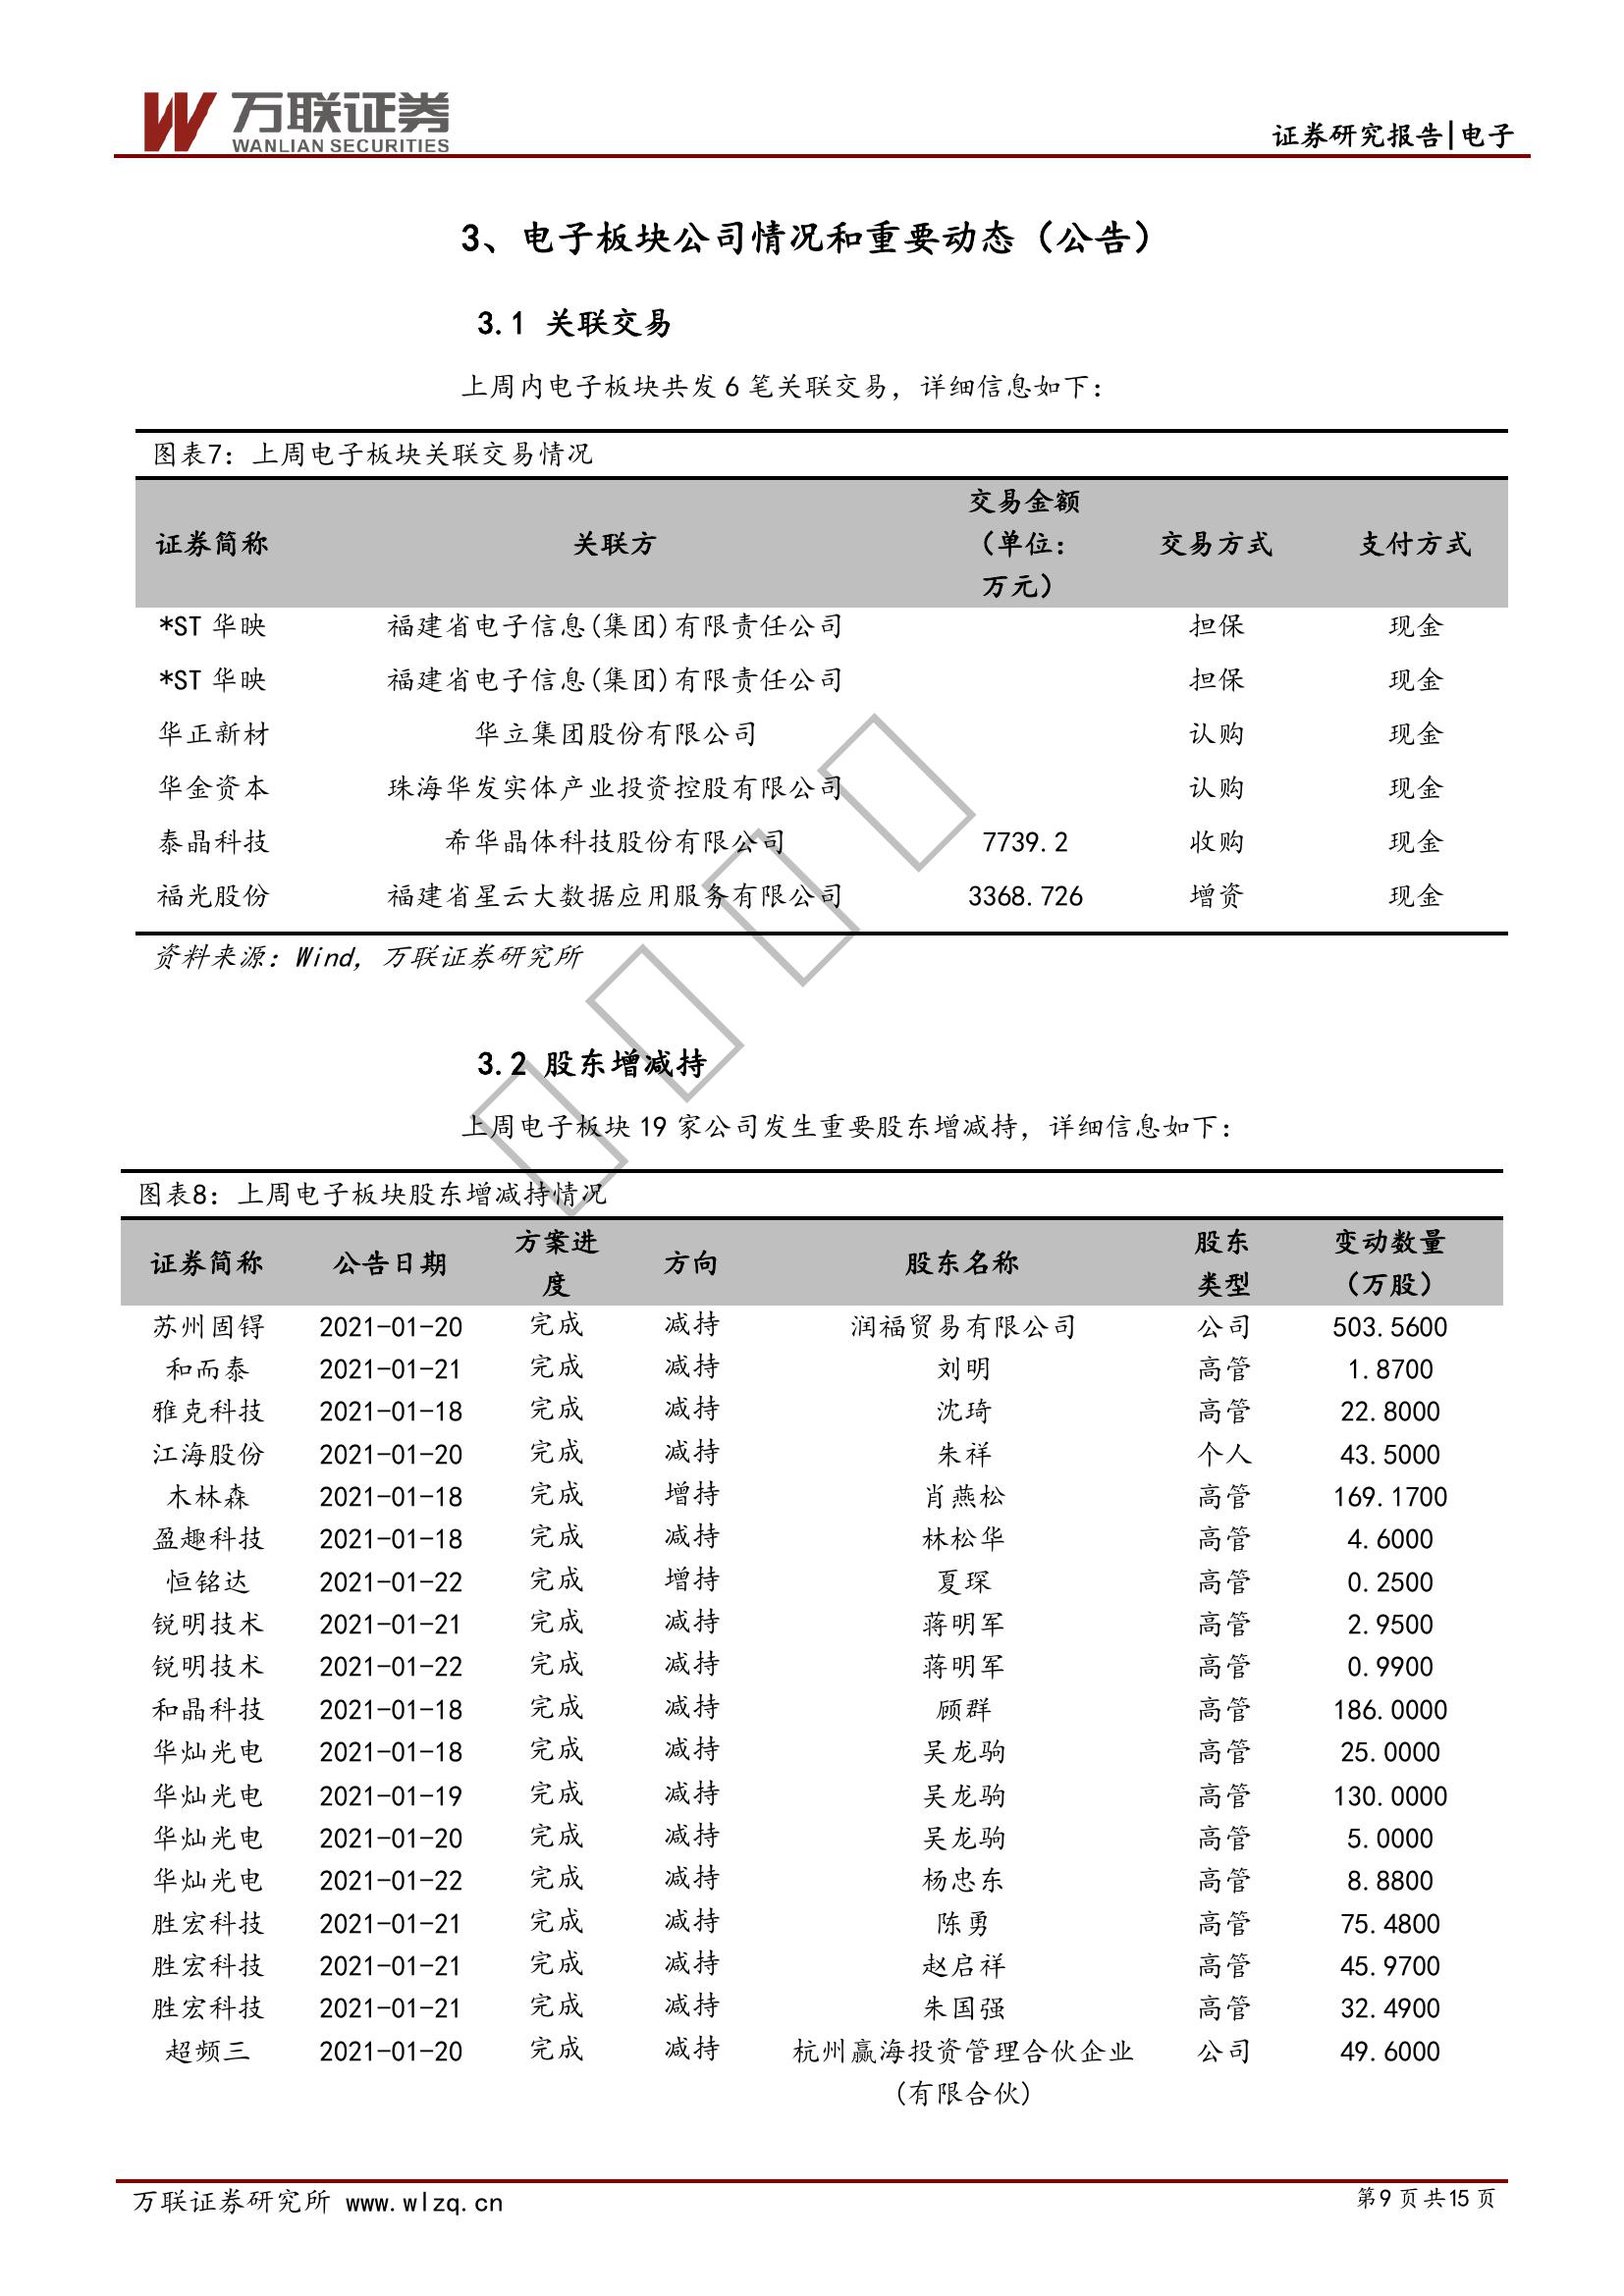 万联证券
WANLIAN SECURITIES
证券研究报告|电子
3、电子板块公司情况和重要动态（公告）
3.1 关联交易
上周内电子板块共发 6 笔关联交易，详细信息如下：
图表7：上周电子板块关联交易情况
证券简称 关联方 交易金额（单位：万元） 交易方式 支付方式
*ST 华映 福建省电子信息(集团)有限责任公司 担保 现金
*ST 华映 福建省电子信息(集团)有限责任公司 担保 现金
华正新材 华立集团股份有限公司 认购 现金
华金资本 珠海华发实体产业投资控股有限公司 认购 现金
泰晶科技 希华晶体科技股份有限公司 7739.2 收购 现金
福光股份 福建省星云大数据应用服务有限公司 3368.726 增资 现金
资料来源：Wind，万联证券研究所
3.2 股东增减持
上周电子板块 19 家公司发生重要股东增减持，详细信息如下：
图表8：上周电子板块股东增减持情况
证券简称 公告日期 方案进度 方向 股东名称 股东类型 变动数量（万股）
苏州固锝 2021-01-20 完成 减持 润福贸易有限公司 公司 503.5600
和而泰 2021-01-21 完成 减持 刘明 高管 1.8700
雅克科技 2021-01-18 完成 减持 沈琦 高管 22.8000
江海股份 2021-01-20 完成 减持 朱祥 个人 43.5000
木林森 2021-01-18 完成 增持 肖燕松 高管 169.1700
盈趣科技 2021-01-18 完成 减持 林松华 高管 4.6000
恒铭达 2021-01-22 完成 增持 夏琛 高管 0.2500
锐明技术 2021-01-21 完成 减持 蒋明军 高管 2.9500
锐明技术 2021-01-22 完成 减持 蒋明军 高管 0.9900
和晶科技 2021-01-18 完成 减持 顾群 高管 186.0000
华灿光电 2021-01-18 完成 减持 吴龙驹 高管 25.0000
华灿光电 2021-01-19 完成 减持 吴龙驹 高管 130.0000
华灿光电 2021-01-20 完成 减持 吴龙驹 高管 5.0000
华灿光电 2021-01-22 完成 减持 杨忠东 高管 8.8800
胜宏科技 2021-01-21 完成 减持 陈勇 高管 75.4800
胜宏科技 2021-01-21 完成 减持 赵启祥 高管 45.9700
胜宏科技 2021-01-21 完成 减持 朱国强 高管 32.4900
超频三 2021-01-20 完成 减持 杭州赢海投资管理合伙企业 公司 49.6000
(有限合伙)
万联证券研究所 www.wlzq.cn
第9页共15页